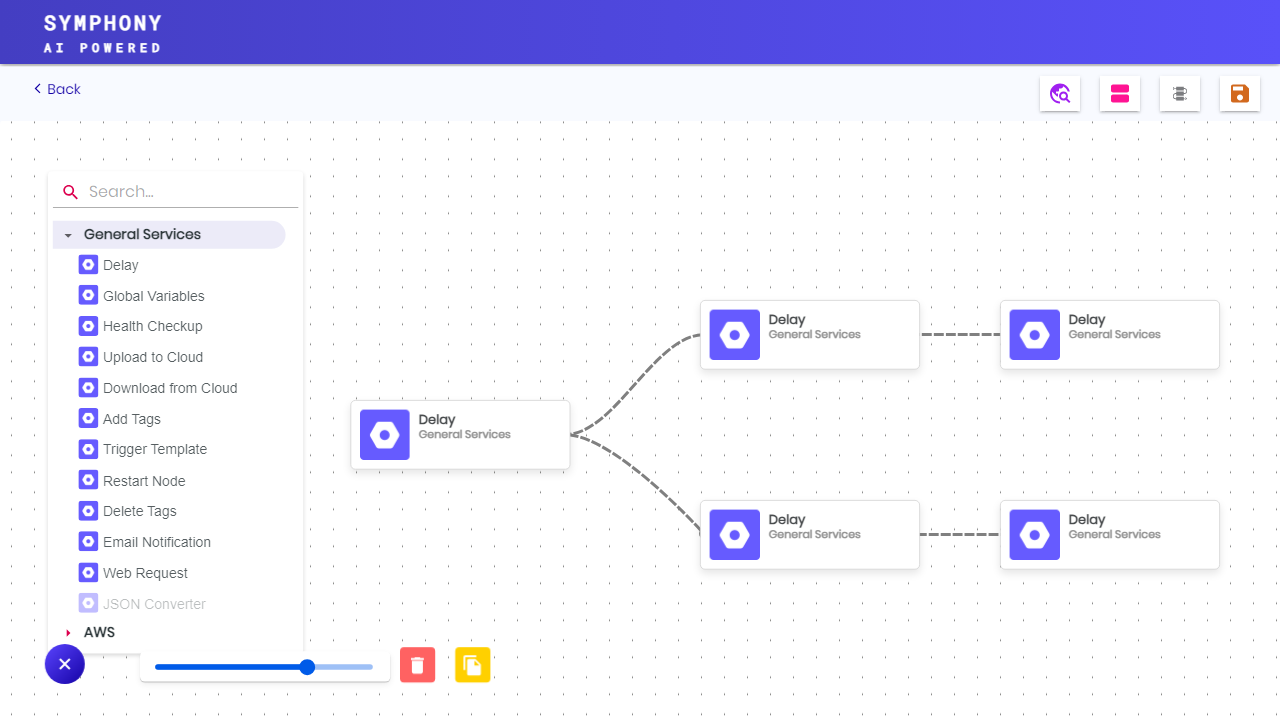 SYMPHONY
AI POWERED
Back
Search...
General Services
Delay
Global Variables
Health Checkup
Upload to Cloud
Download from Cloud
Add Tags
Trigger Template
Restart Node
Delete Tags
Email Notification
Web Request
JSON Converter
AWS
Delay
General Services
Delay
General Services
Delay
General Services
Delay
General Services
Delay
General Services